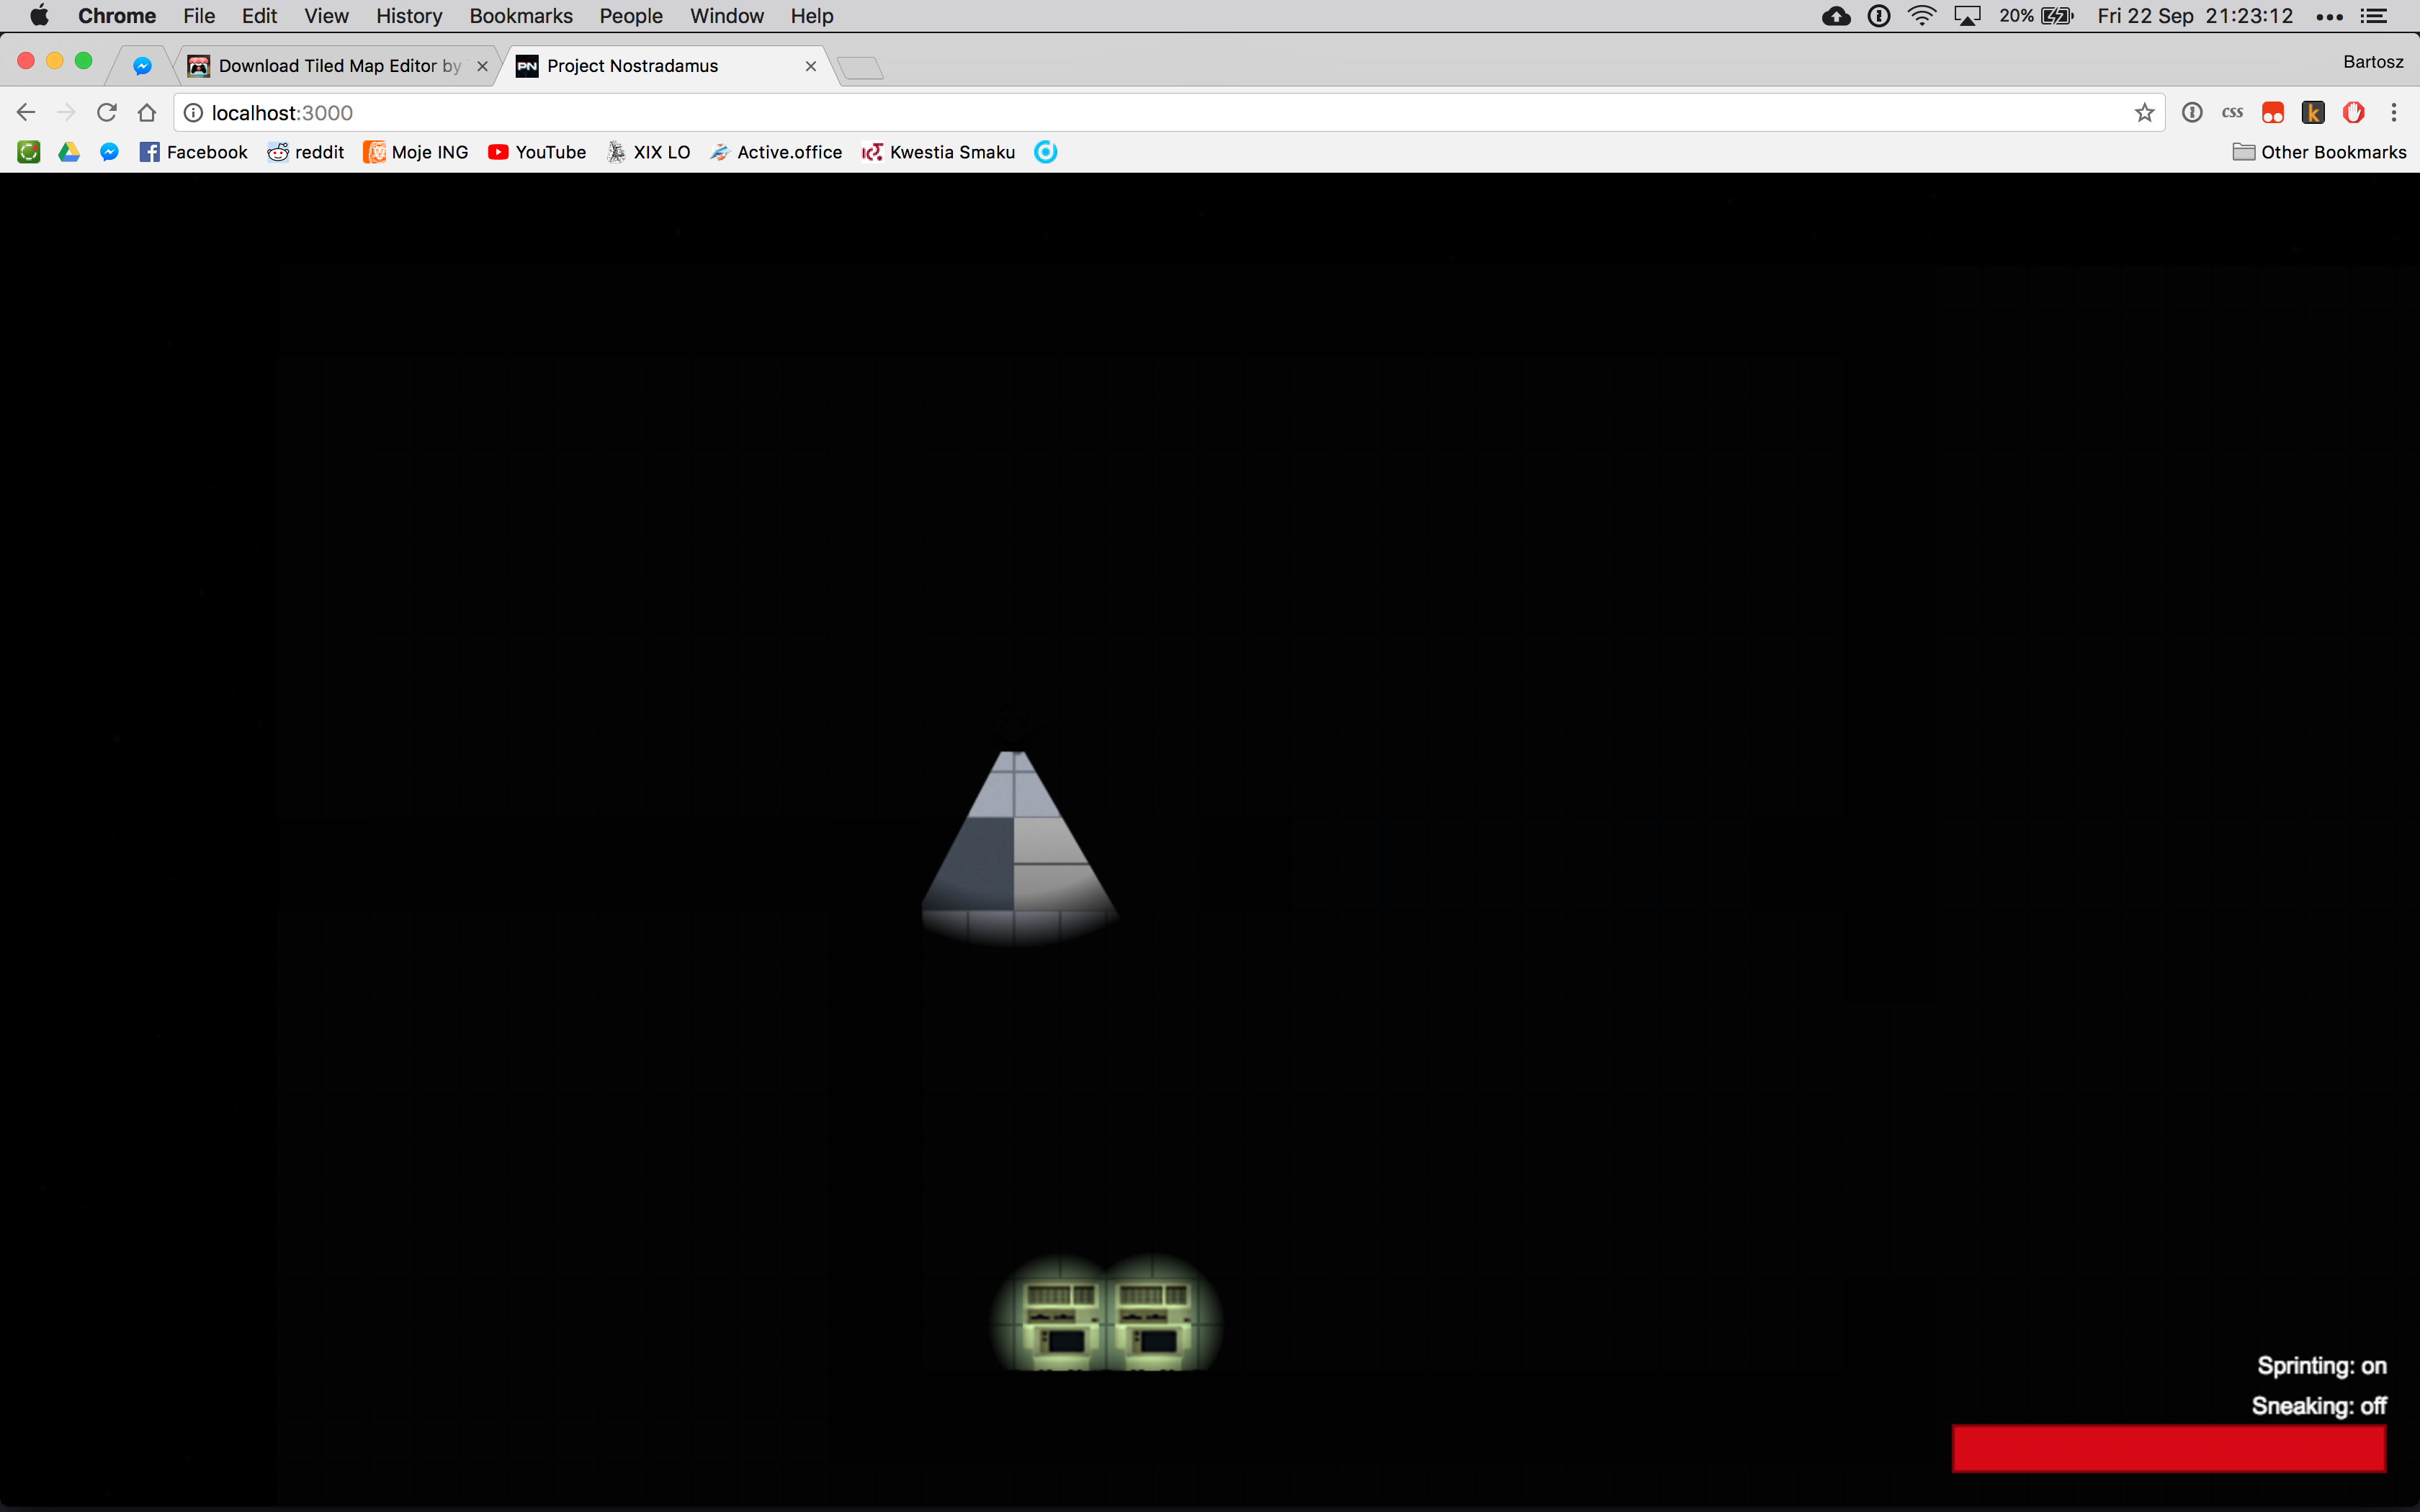 Chrome File Edit View History Bookmarks People Window Help 20% Fri 22 Sep 21:23:12
Download Tiled Map Editor by PN Project Nostradamus Bartosz
localhost:3000 css k
Facebook reddit Moje ING YouTube XIX LO Active.office Kwestia Smaku Other Bookmarks
Sprinting: on
Sneaking: off